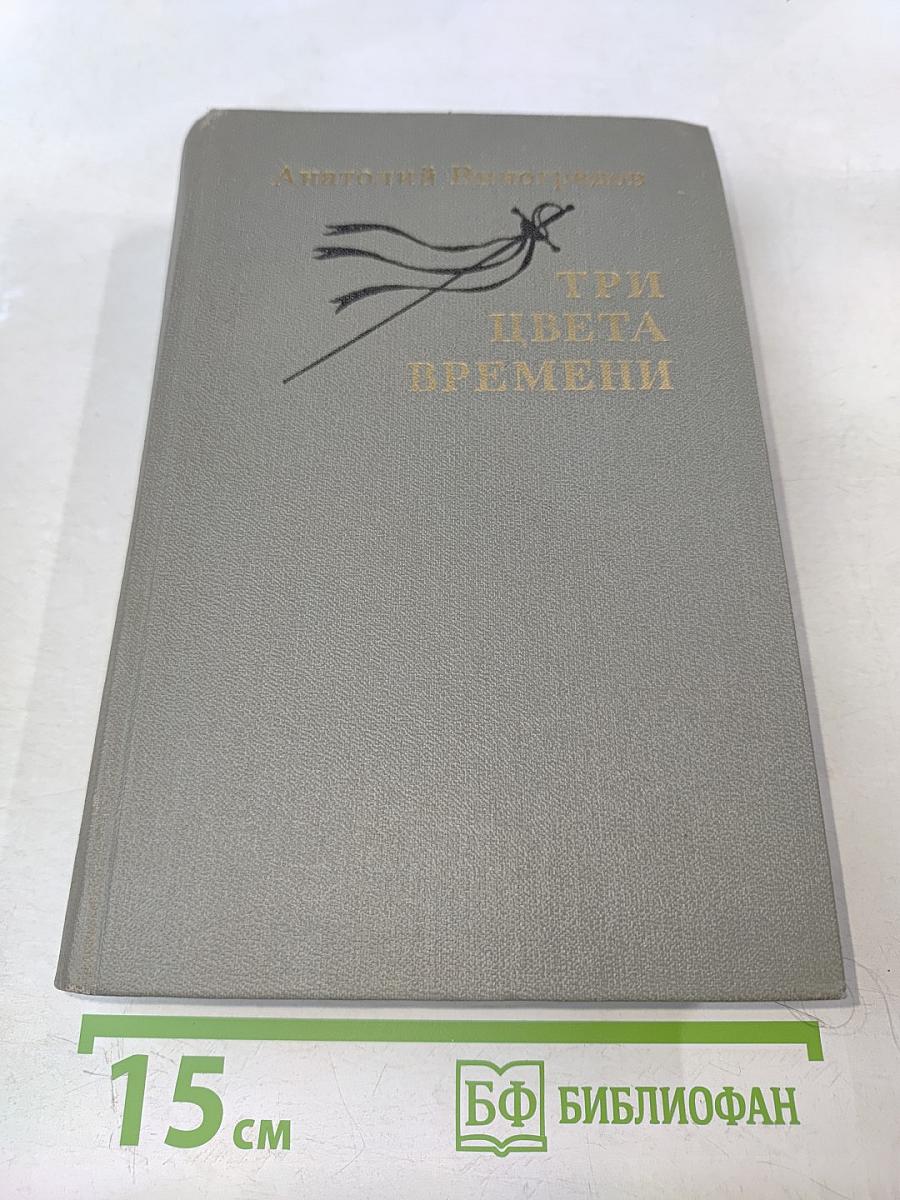 Анатолий Виноградов
ТРИ
ЦВЕТА
ВРЕМЕНИ
15 см
БФ БИБЛИОФАН